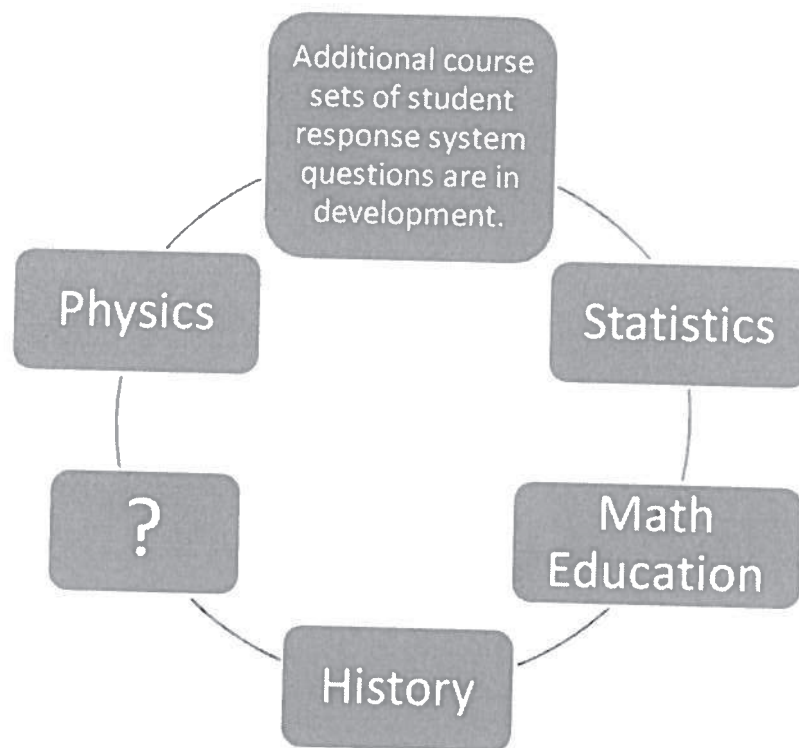 Additional course
sets of student
response system
questions are in
development.
Physics
Statistics
?
Math
Education
History